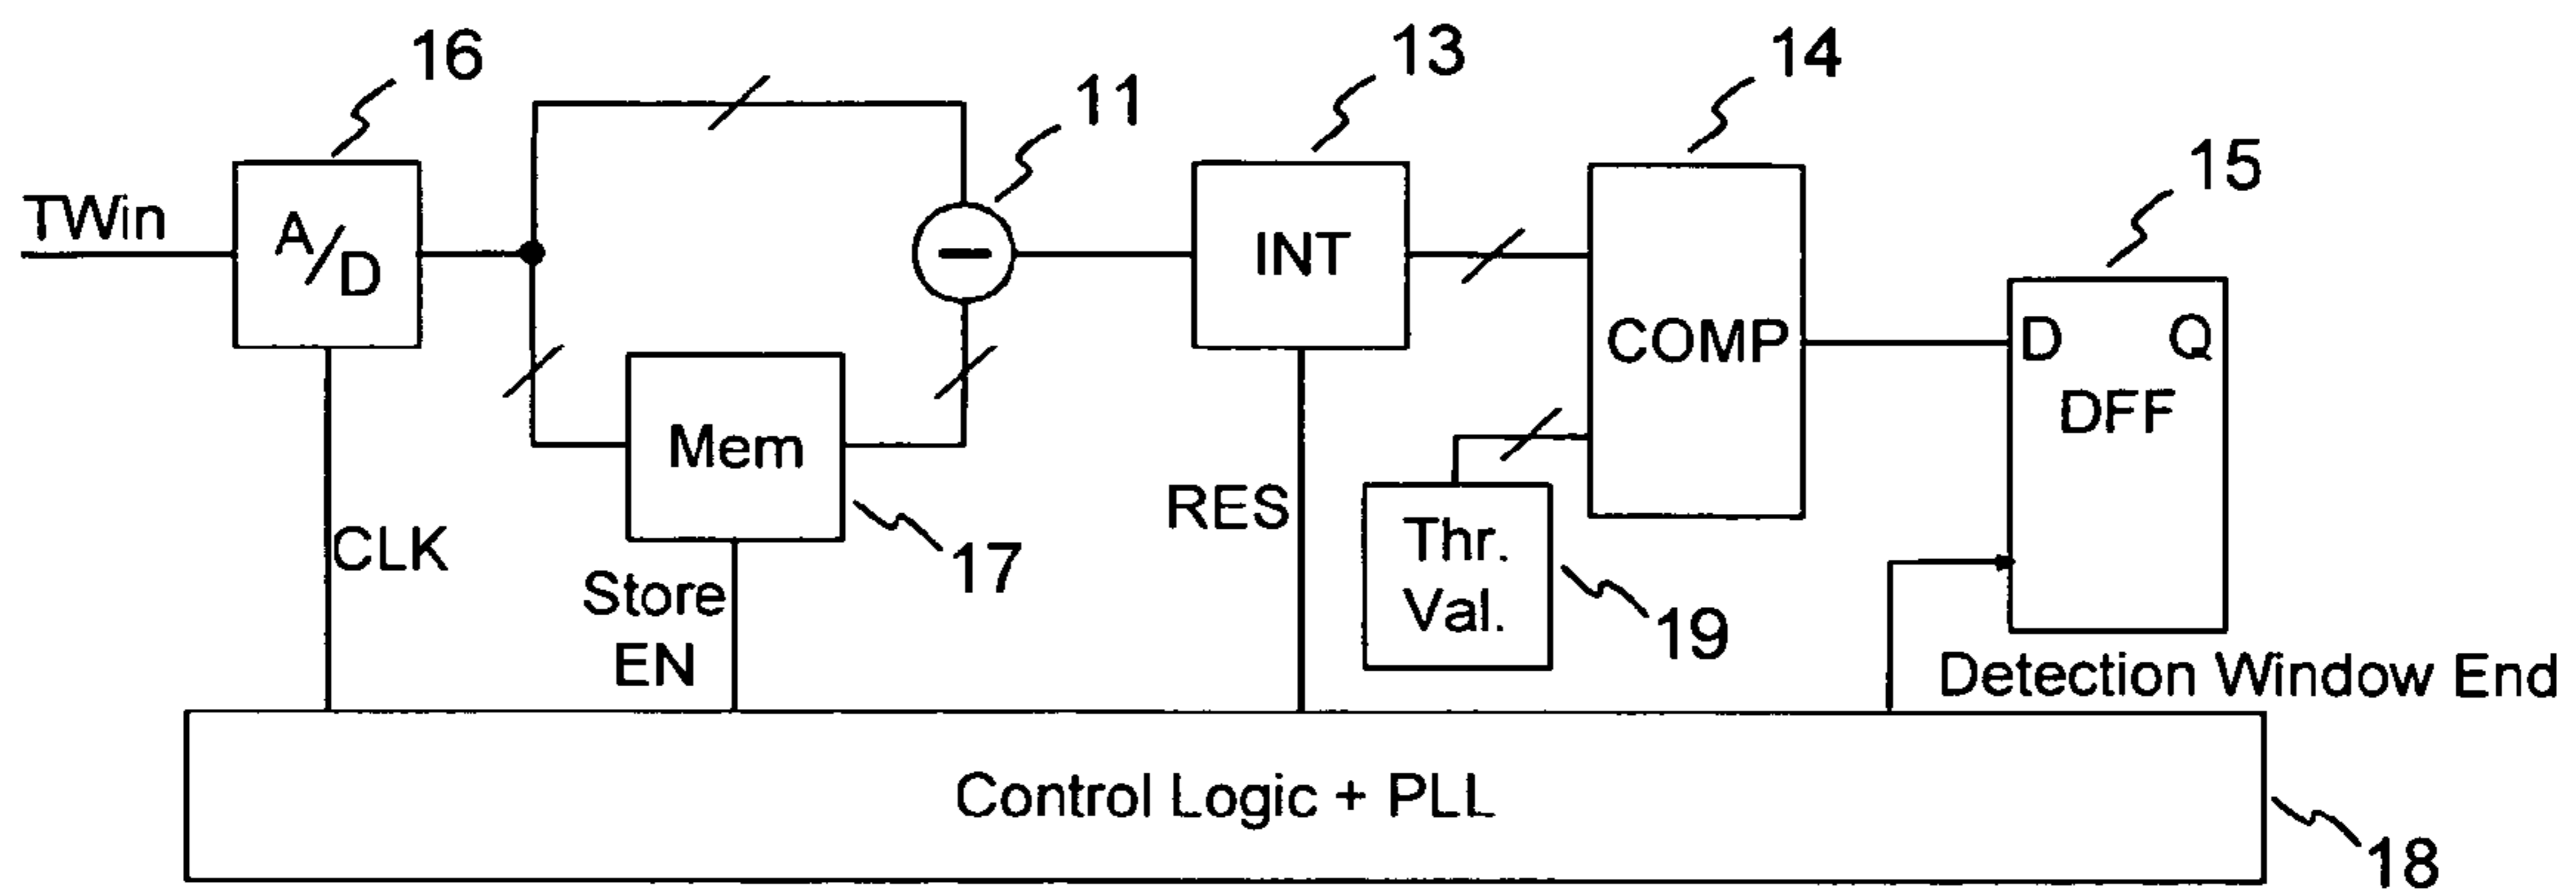 16
13
14
11
15
TWin
A/D
INT
COMP
D
Q
DFF
Mem
CLK
Store
EN
17
RES
Thr.
Val.
19
Detection Window End
Control Logic + PLL
18